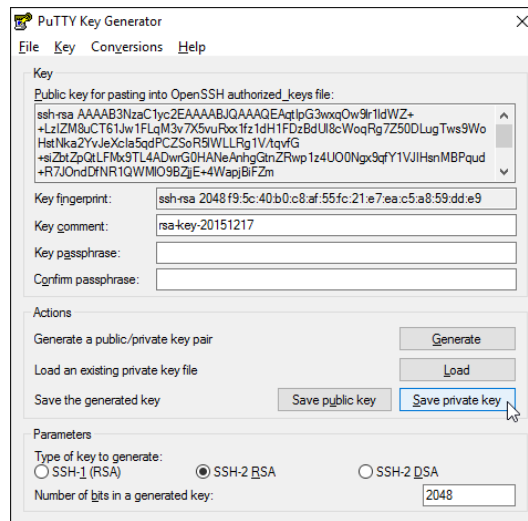 PuTTY Key Generator
File Key Conversions Help
Key
Public key for pasting into OpenSSH authorized_keys file:
ssh-rsa AAAAB3NzaC1yc2EAAAABJQAAAQEAqtlpG3wxqOw9lr1ldWZ+
+LzIZM8uCT61Jw1FLqM3v7X5vuRxx1fz1dH1FDzBdUI8cWoqRg7Z50DLugTws9Wo
HstNka2YvJeXcIa5qdPCZSoR5lWLLRg1V/tqvfG
+siZbtZpQtLFMx9TL4ADwrG0HANeAnhgGtnZRwp1z4UO0Ngx9qfY1VJIHsnMBPqud
+R7JOndDfNR1QWMlO9BZjjE+4WapjBiFZm
Key fingerprint: ssh-rsa 2048 f9:5c:40:b0:c8:af:55:fc:21:e7:ea:c5:a8:59:dd:e9
Key comment: rsa-key-20151217
Key passphrase:
Confirm passphrase:
Actions
Generate a public/private key pair Generate
Load an existing private key file Load
Save the generated key Save public key Save private key
Parameters
Type of key to generate:
SSH-1 (RSA) SSH-2 RSA SSH-2 DSA
Number of bits in a generated key: 2048